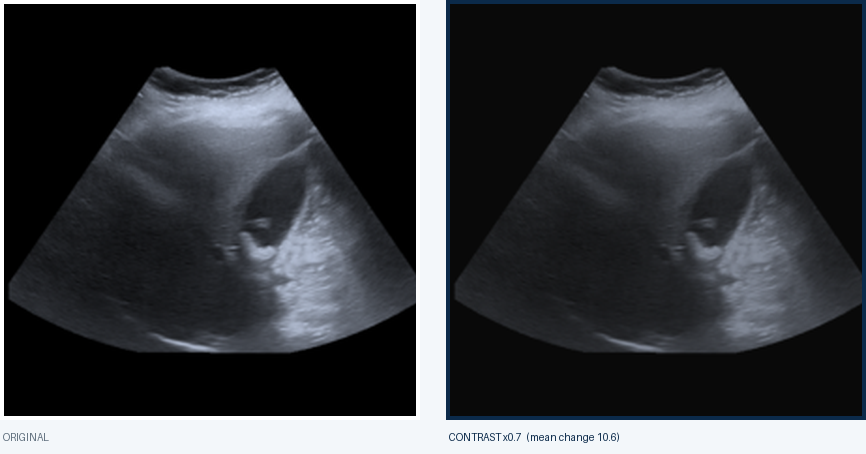 ORIGINAL
CONTRAST x0.7 (mean change 10.6)